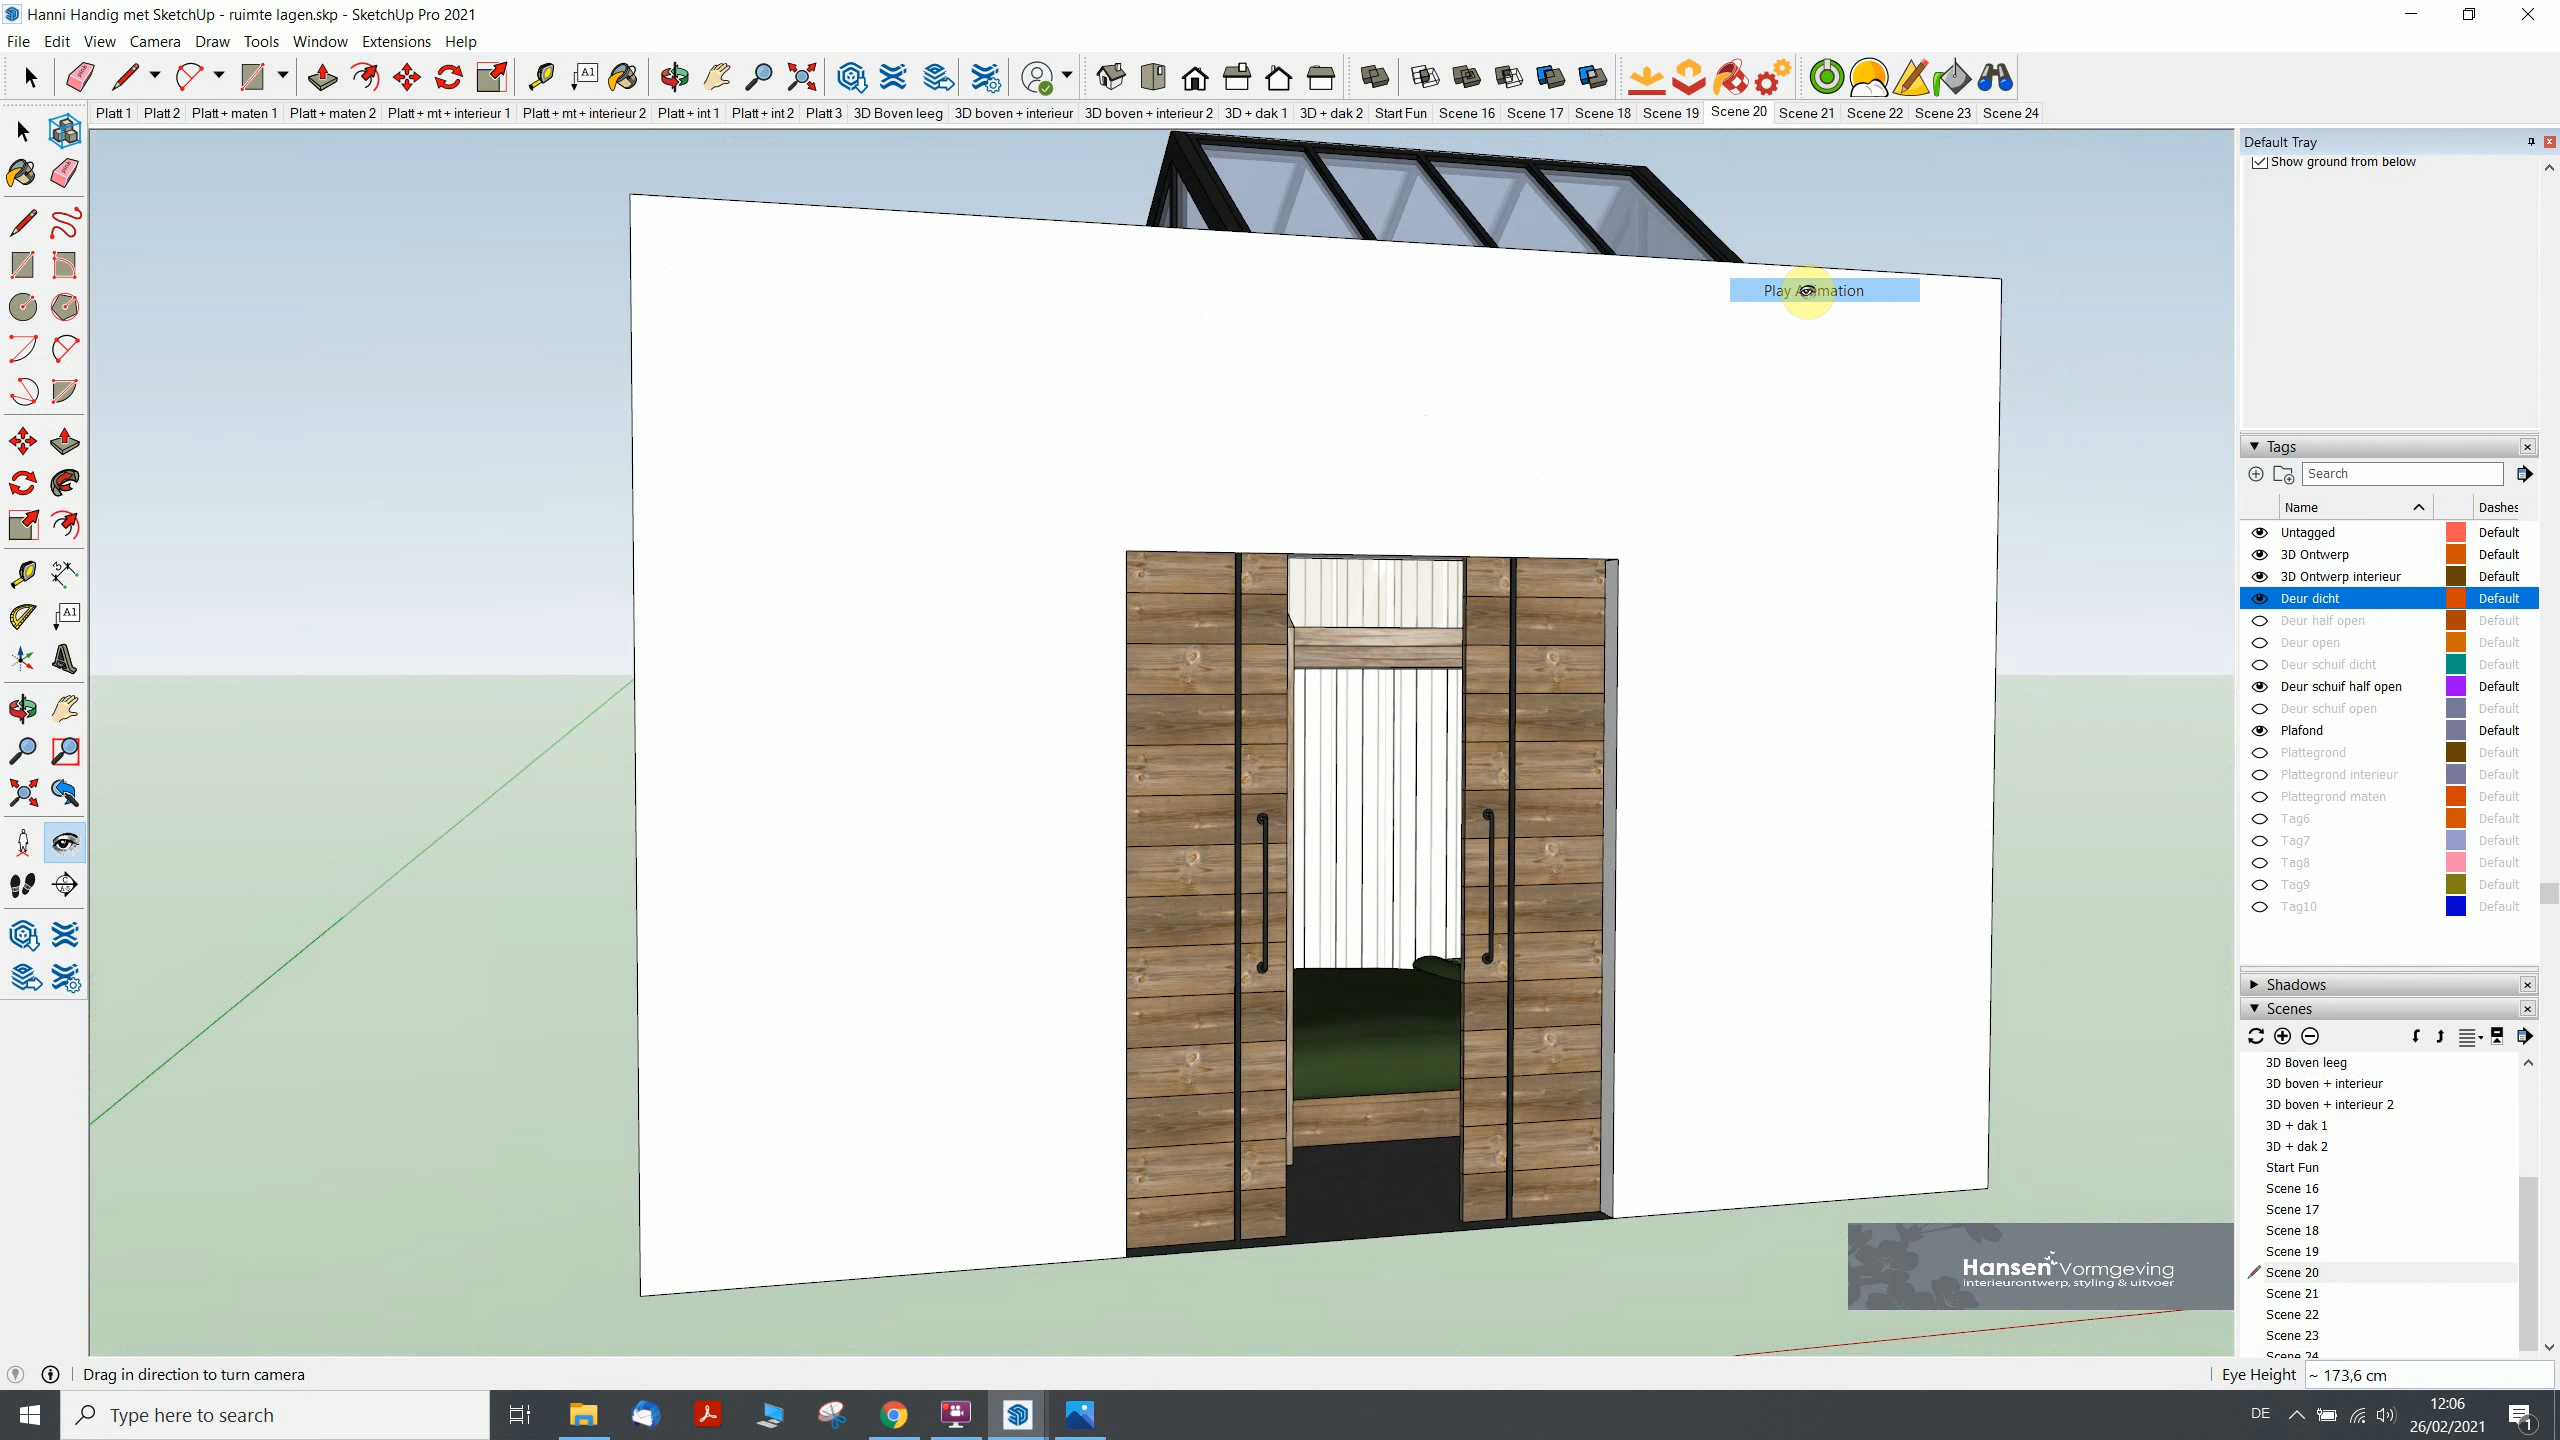 Hanni Handig met SketchUp - ruimte lagen.skp - SketchUp Pro 2021
File Edit View Camera Draw Tools Window Extensions Help
Platt 1 Platt 2 Platt + maten 1 Platt + maten 2 Platt + mt + interieur 1 Platt + mt + interieur 2 Platt + int 1 Platt + int 2 Platt 3 3D Boven leeg 3D boven + interieur 3D boven + interieur 2 3D + dak 1 3D + dak 2 Start Fun Scene 16 Scene 17 Scene 18 Scene 19 Scene 20 Scene 21 Scene 22 Scene 23 Scene 24
Play Animation
Default Tray
Show ground from below
Tags
Search
Name Dashes
Untagged Default
3D Ontwerp Default
3D Ontwerp interieur Default
Deur dicht Default
Deur half open Default
Deur open Default
Deur schuif dicht Default
Deur schuif half open Default
Deur schuif open Default
Plafond Default
Plattegrond Default
Plattegrond interieur Default
Plattegrond maten Default
Tag6 Default
Tag7 Default
Tag8 Default
Tag9 Default
Tag10 Default
Shadows
Scenes
3D Boven leeg
3D boven + interieur
3D boven + interieur 2
3D + dak 1
3D + dak 2
Start Fun
Scene 16
Scene 17
Scene 18
Scene 19
Scene 20
Scene 21
Scene 22
Scene 23
Scene 24
Hansen Vormgeving
interieurontwerp, styling & uitvoer
Drag in direction to turn camera
Eye Height ~ 173,6 cm
Type here to search
DE
12:06
26/02/2021
1